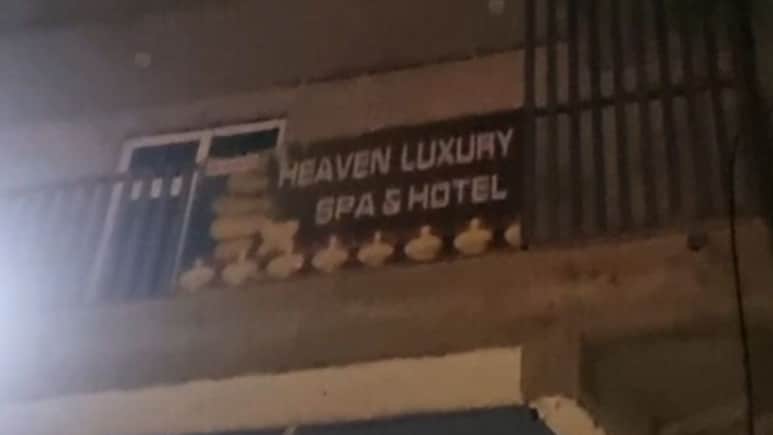 HEAVEN LUXURY
SPA & HOTEL